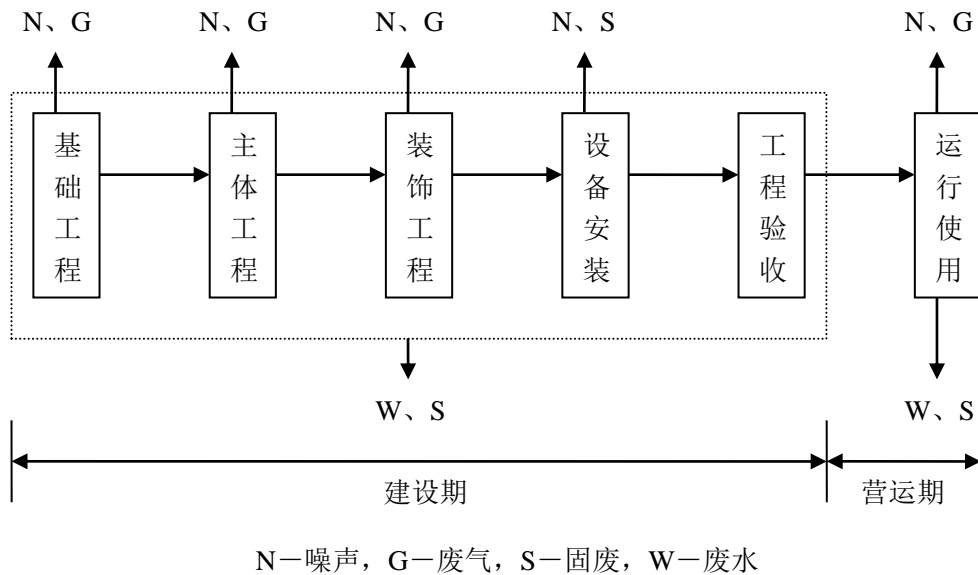 N、G N、G N、G N、S N、G
基础工程
主体工程
装饰工程
设备安装
工程验收
运行使用
W、S W、S
建设期 营运期
N－噪声，G－废气，S－固废，W－废水